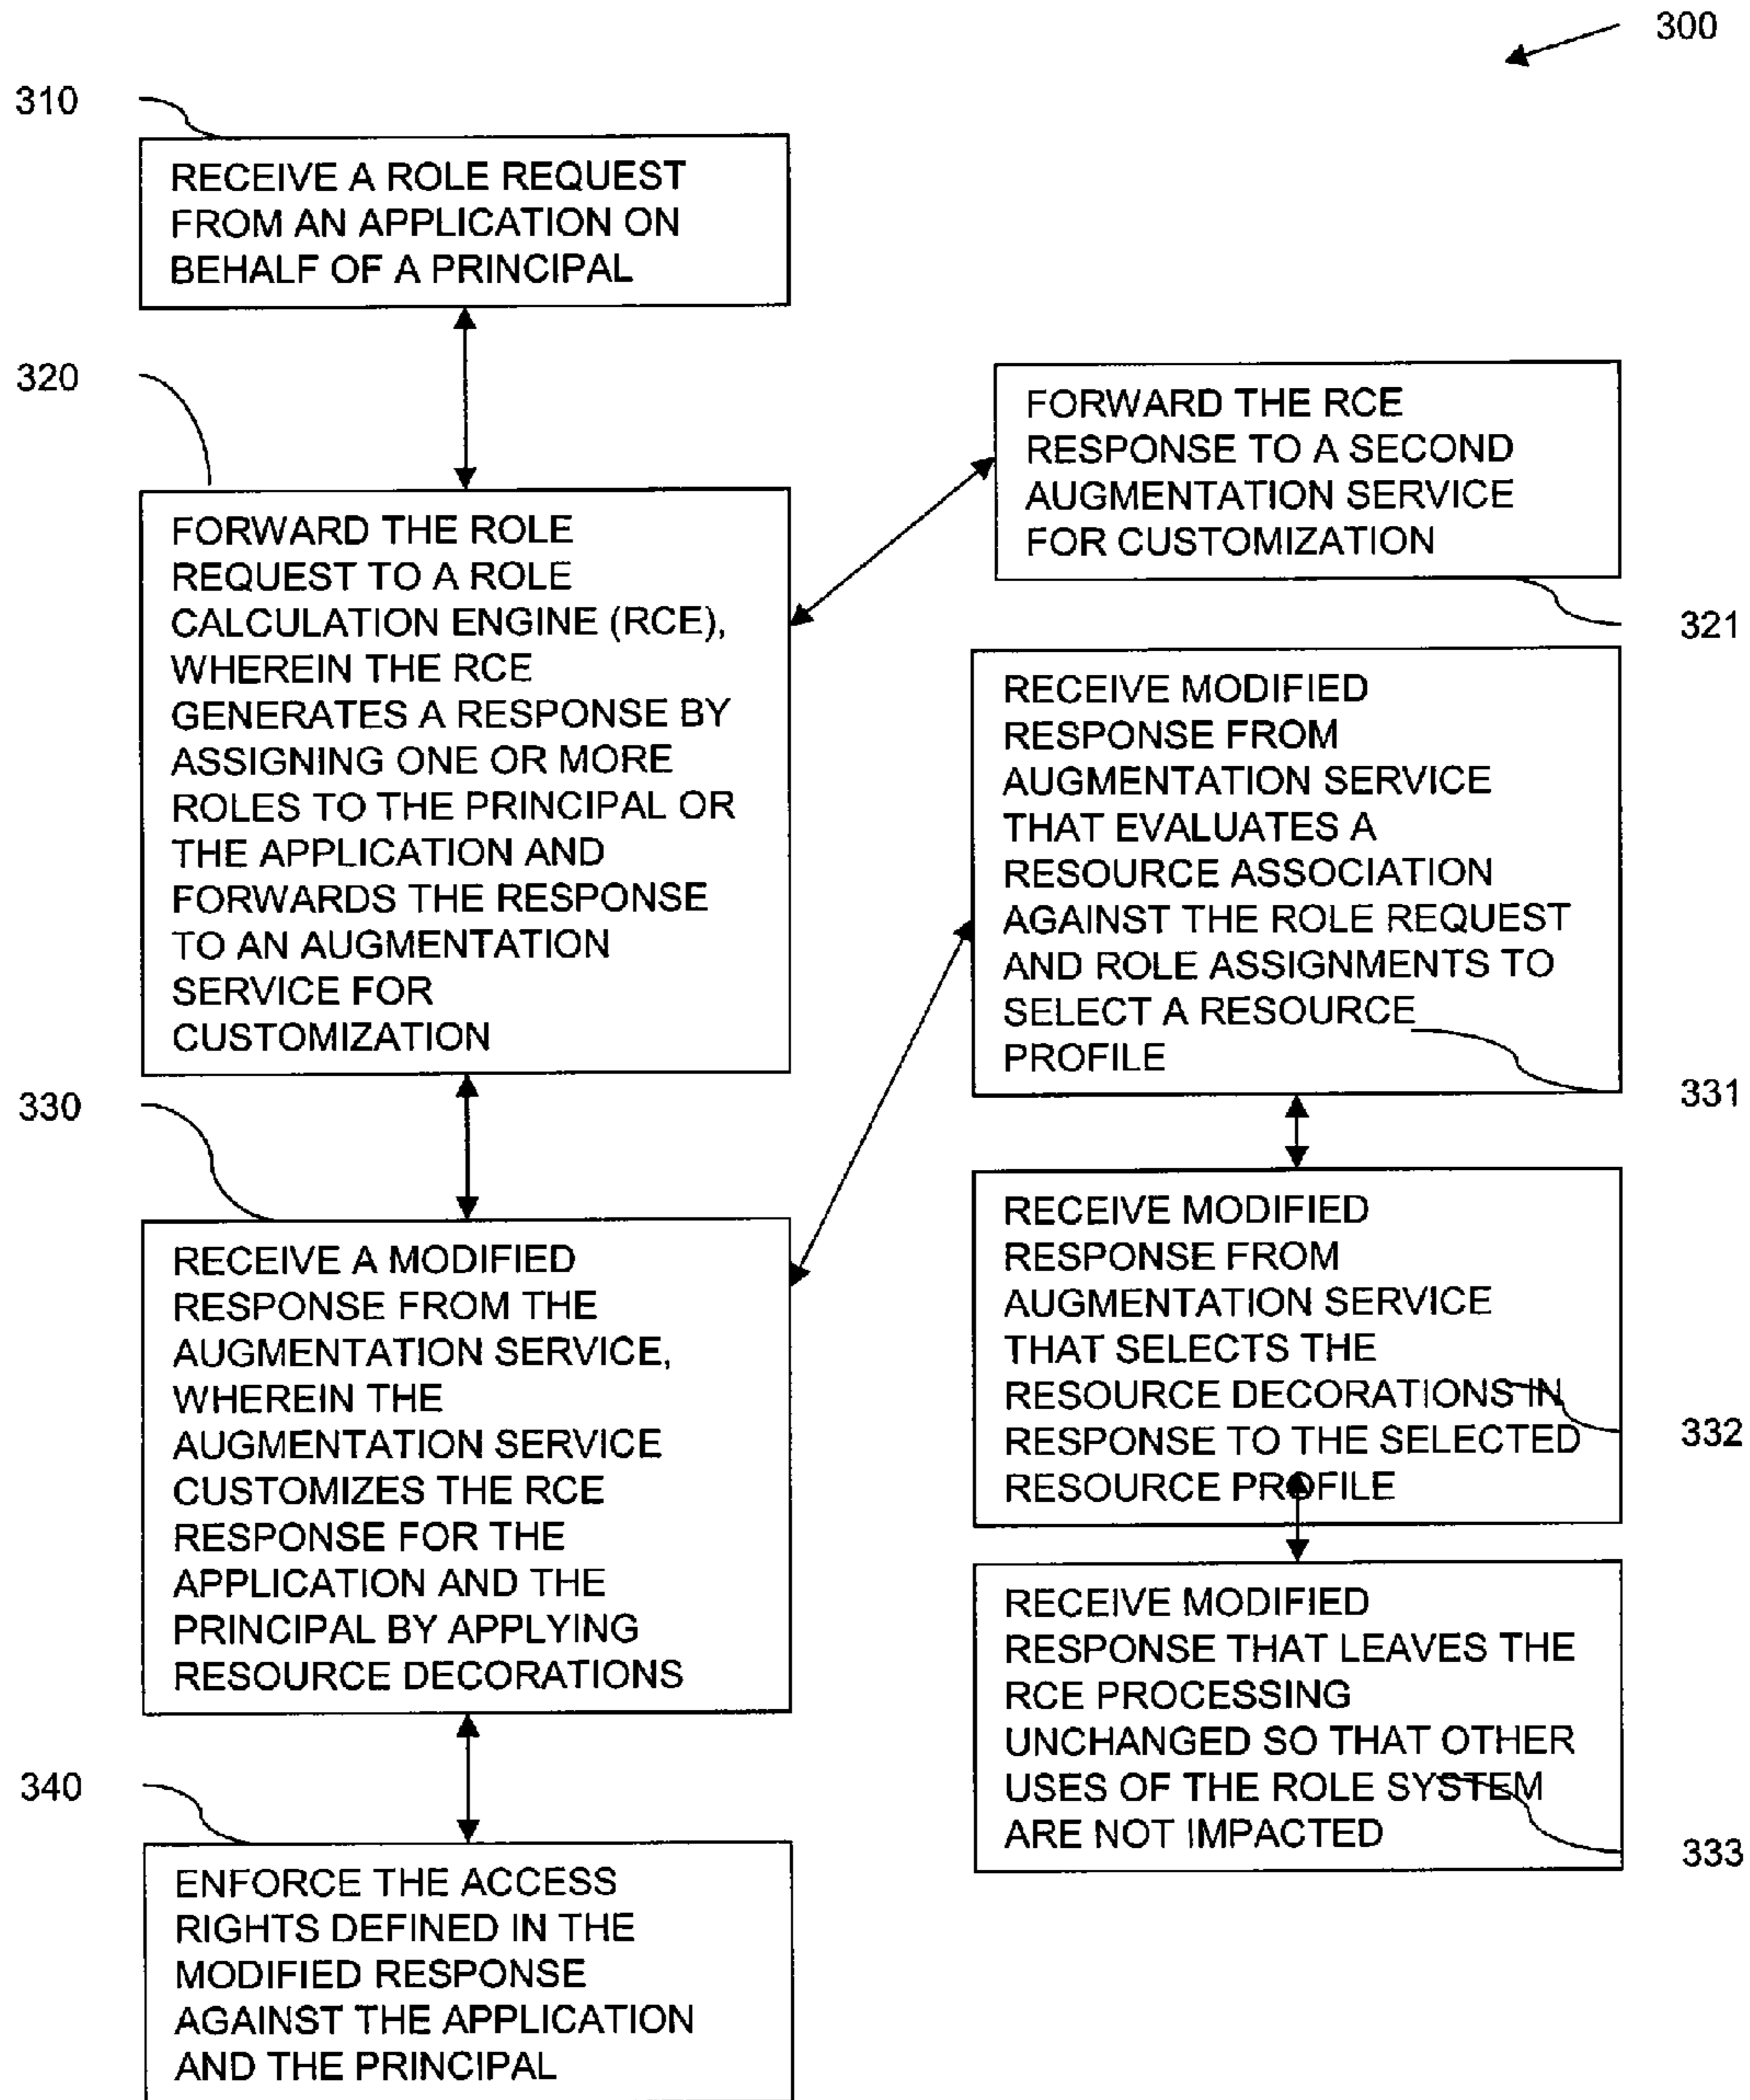 300
310
RECEIVE A ROLE REQUEST
FROM AN APPLICATION ON
BEHALF OF A PRINCIPAL
320
FORWARD THE ROLE
REQUEST TO A ROLE
CALCULATION ENGINE (RCE),
WHEREIN THE RCE
GENERATES A RESPONSE BY
ASSIGNING ONE OR MORE
ROLES TO THE PRINCIPAL OR
THE APPLICATION AND
FORWARDS THE RESPONSE
TO AN AUGMENTATION
SERVICE FOR
CUSTOMIZATION
FORWARD THE RCE
RESPONSE TO A SECOND
AUGMENTATION SERVICE
FOR CUSTOMIZATION
321
RECEIVE MODIFIED
RESPONSE FROM
AUGMENTATION SERVICE
THAT EVALUATES A
RESOURCE ASSOCIATION
AGAINST THE ROLE REQUEST
AND ROLE ASSIGNMENTS TO
SELECT A RESOURCE
PROFILE
331
330
RECEIVE A MODIFIED
RESPONSE FROM THE
AUGMENTATION SERVICE,
WHEREIN THE
AUGMENTATION SERVICE
CUSTOMIZES THE RCE
RESPONSE FOR THE
APPLICATION AND THE
PRINCIPAL BY APPLYING
RESOURCE DECORATIONS
RECEIVE MODIFIED
RESPONSE FROM
AUGMENTATION SERVICE
THAT SELECTS THE
RESOURCE DECORATIONS IN
RESPONSE TO THE SELECTED
RESOURCE PROFILE
332
RECEIVE MODIFIED
RESPONSE THAT LEAVES THE
RCE PROCESSING
UNCHANGED SO THAT OTHER
USES OF THE ROLE SYSTEM
ARE NOT IMPACTED
333
340
ENFORCE THE ACCESS
RIGHTS DEFINED IN THE
MODIFIED RESPONSE
AGAINST THE APPLICATION
AND THE PRINCIPAL